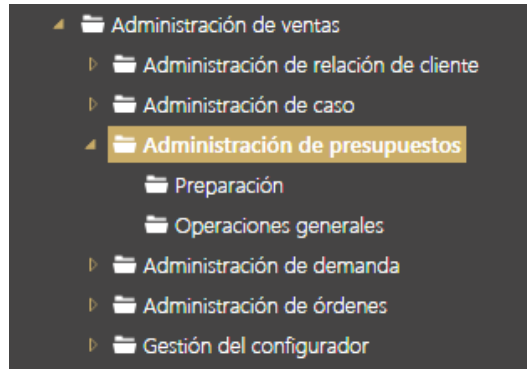 Administración de ventas
Administración de relación de cliente
Administración de caso
Administración de presupuestos
Preparación
Operaciones generales
Administración de demanda
Administración de órdenes
Gestión del configurador